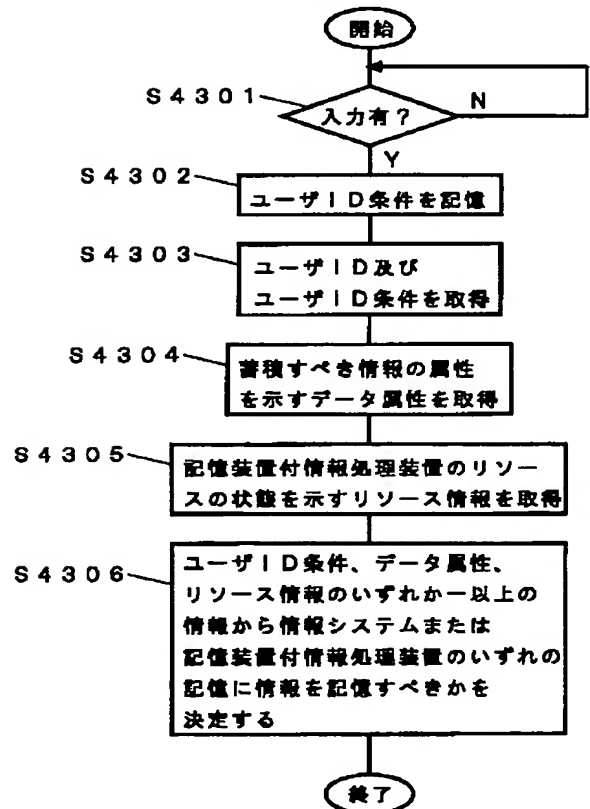 開始
S4301
入力有？
N
Y
S4302
ユーザID条件を記憶
S4303
ユーザID及び
ユーザID条件を取得
S4304
蓄積すべき情報の属性
を示すデータ属性を取得
S4305
記憶装置付情報処理装置のリソー
スの状態を示すリソース情報を取得
S4306
ユーザID条件、データ属性、
リソース情報のいずれか一以上の
情報から情報システムまたは
記憶装置付情報処理装置のいずれの
記憶に情報を記憶すべきかを
決定する
終了